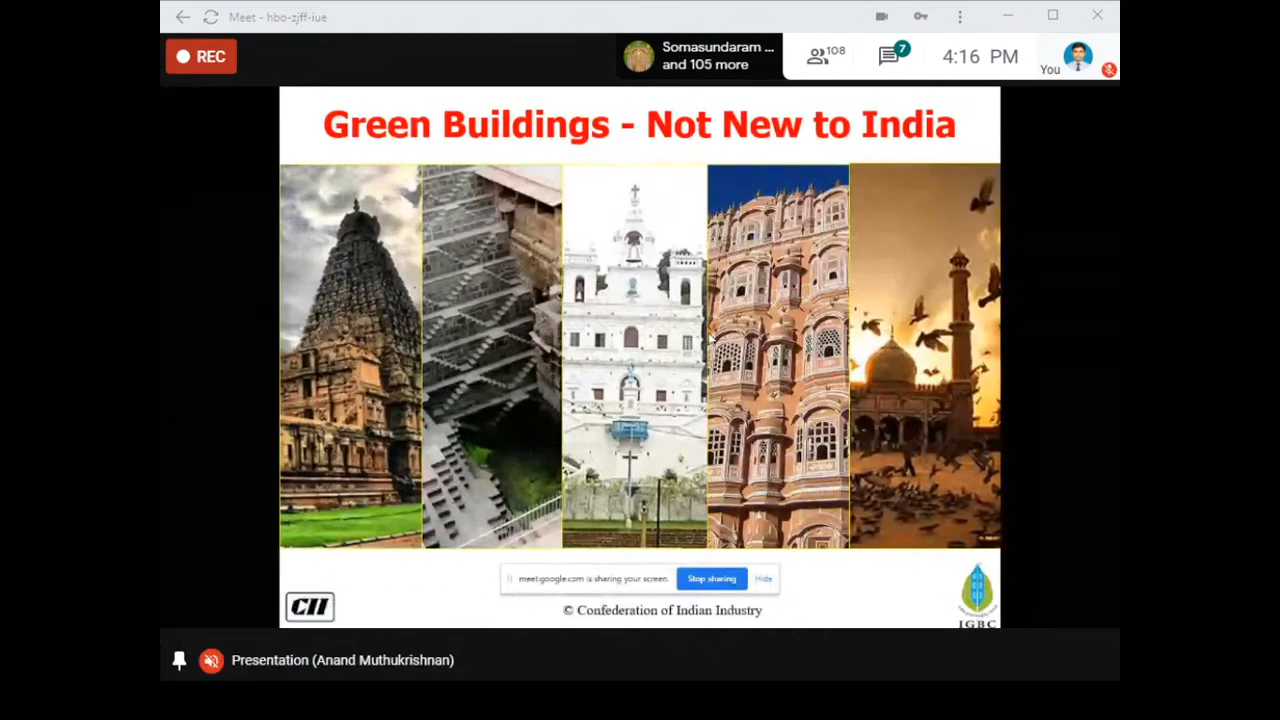 Meet - hbo-zjff-iue
REC
Somasundaram ...
and 105 more
108
7
4:16 PM
You
Green Buildings - Not New to India
meet.google.com is sharing your screen.
Stop sharing
Hide
CII
© Confederation of Indian Industry
IGBC
Presentation (Anand Muthukrishnan)